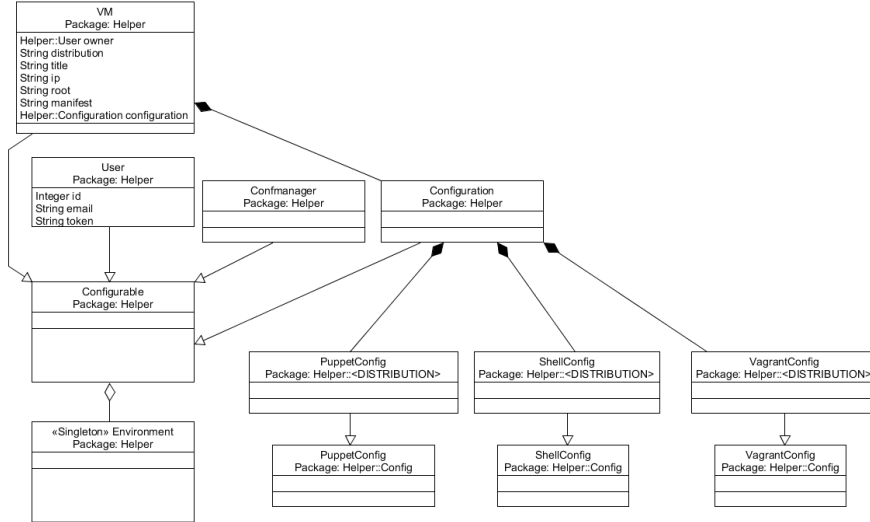 VM
Package: Helper
Helper::User owner
String distribution
String title
String ip
String root
String manifest
Helper::Configuration configuration
User
Package: Helper
Integer id
String email
String token
Confmanager
Package: Helper
Configuration
Package: Helper
Configurable
Package: Helper
PuppetConfig
Package: Helper::<DISTRIBUTION>
ShellConfig
Package: Helper::<DISTRIBUTION>
VagrantConfig
Package: Helper::<DISTRIBUTION>
«Singleton» Environment
Package: Helper
PuppetConfig
Package: Helper::Config
ShellConfig
Package: Helper::Config
VagrantConfig
Package: Helper::Config